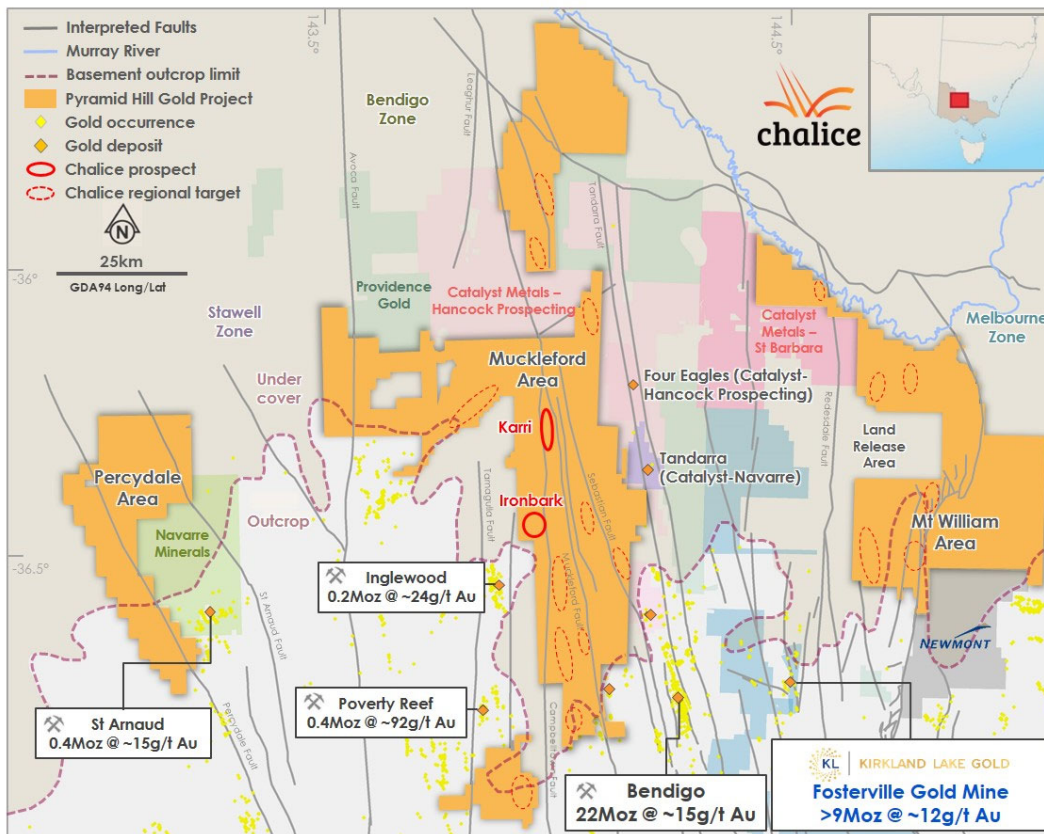 Interpreted Faults
Murray River
Basement outcrop limit
Pyramid Hill Gold Project
Gold occurrence
Gold deposit
Chalice prospect
Chalice regional target
N
25km
GDA94 Long/Lat
143.5°
144.5°
-36°
-36.5°
Bendigo
Zone
Leaghur Fault
Avoca Fault
Tandarra Fault
chalice
Stawell
Zone
Providence
Gold
Catalyst Metals –
Hancock Prospecting
Catalyst
Metals –
St Barbara
Melbourne
Zone
Under
cover
Muckleford
Area
Four Eagles (Catalyst-
Hancock Prospecting)
Redesdale Fault
Karri
Land
Release
Area
Percydale
Area
Tamagulla Fault
Tandarra
(Catalyst-Navarre)
Sebastian Fault
Ironbark
Outcrop
Navarre
Minerals
Mt William
Area
Muckleford Fault
St Arnaud Fault
Inglewood
0.2Moz @ ~24g/t Au
NEWMONT
Poverty Reef
0.4Moz @ ~92g/t Au
St Arnaud
0.4Moz @ ~15g/t Au
Percydale Fault
Bendigo
22Moz @ ~15g/t Au
KL
KIRKLAND LAKE GOLD
Fosterville Gold Mine
>9Moz @ ~12g/t Au